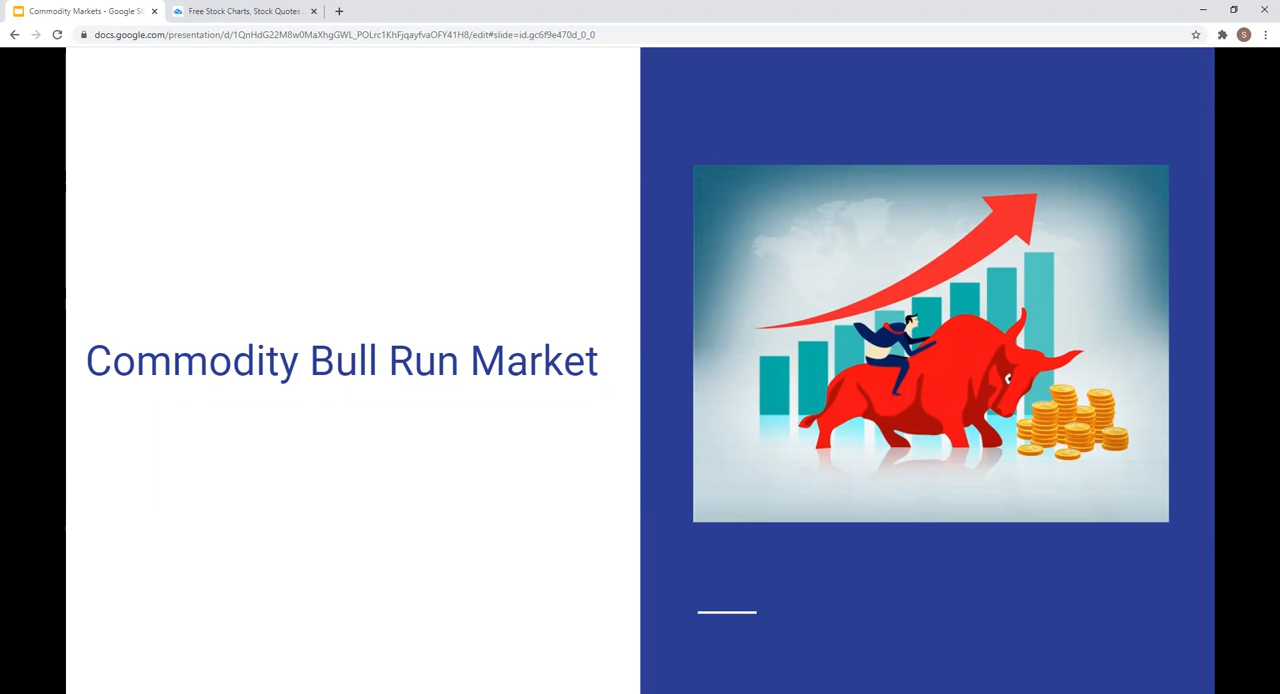 Commodity Markets - Google Sli
Free Stock Charts, Stock Quotes
docs.google.com/presentation/d/1QnHdG22M8w0MaXhgGWL_POLrc1KhFjqayfvaOFY41H8/edit#slide=id.gc6f9e470d_0_0
S
Commodity Bull Run Market